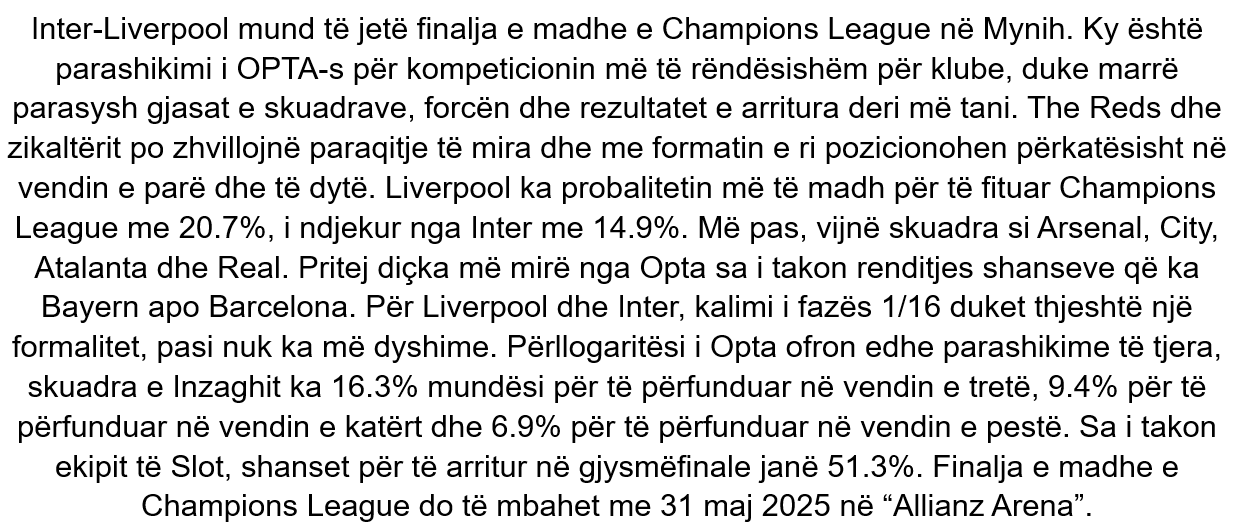 Inter-Liverpool mund të jetë finalja e madhe e Champions League në Mynih. Ky është
parashikimi i OPTA-s për kompeticionin më të rëndësishëm për klube, duke marrë
parasysh gjasat e skuadrave, forcën dhe rezultatet e arritura deri më tani. The Reds dhe
zikaltërit po zhvillojnë paraqitje të mira dhe me formatin e ri pozicionohen përkatësisht në
vendin e parë dhe të dytë. Liverpool ka probalitetin më të madh për të fituar Champions
League me 20.7%, i ndjekur nga Inter me 14.9%. Më pas, vijnë skuadra si Arsenal, City,
Atalanta dhe Real. Pritej diçka më mirë nga Opta sa i takon renditjes shanseve që ka
Bayern apo Barcelona. Për Liverpool dhe Inter, kalimi i fazës 1/16 duket thjeshtë një
formalitet, pasi nuk ka më dyshime. Përllogaritësi i Opta ofron edhe parashikime të tjera,
skuadra e Inzaghit ka 16.3% mundësi për të përfunduar në vendin e tretë, 9.4% për të
përfunduar në vendin e katërt dhe 6.9% për të përfunduar në vendin e pestë. Sa i takon
ekipit të Slot, shanset për të arritur në gjysmëfinale janë 51.3%. Finalja e madhe e
Champions League do të mbahet me 31 maj 2025 në “Allianz Arena”.